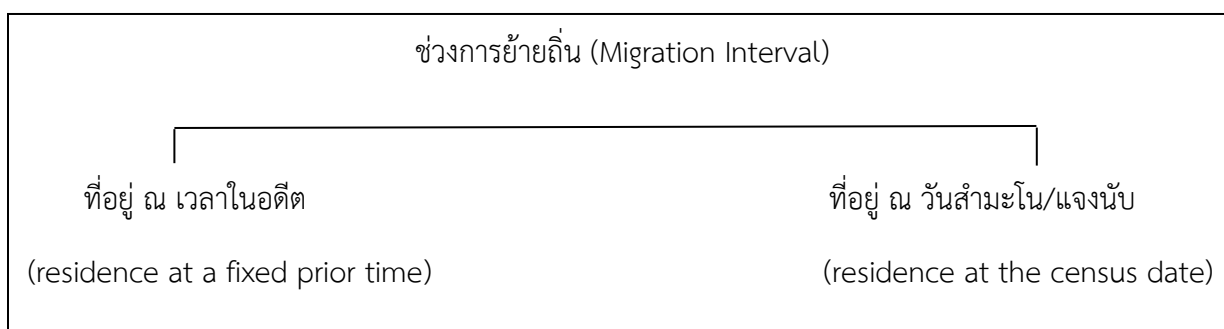 ช่วงการย้ายถิ่น (Migration Interval)
ที่อยู่ ณ เวลาในอดีต
ที่อยู่ ณ วันสำมะโน/แจงนับ
(residence at a fixed prior time)
(residence at the census date)